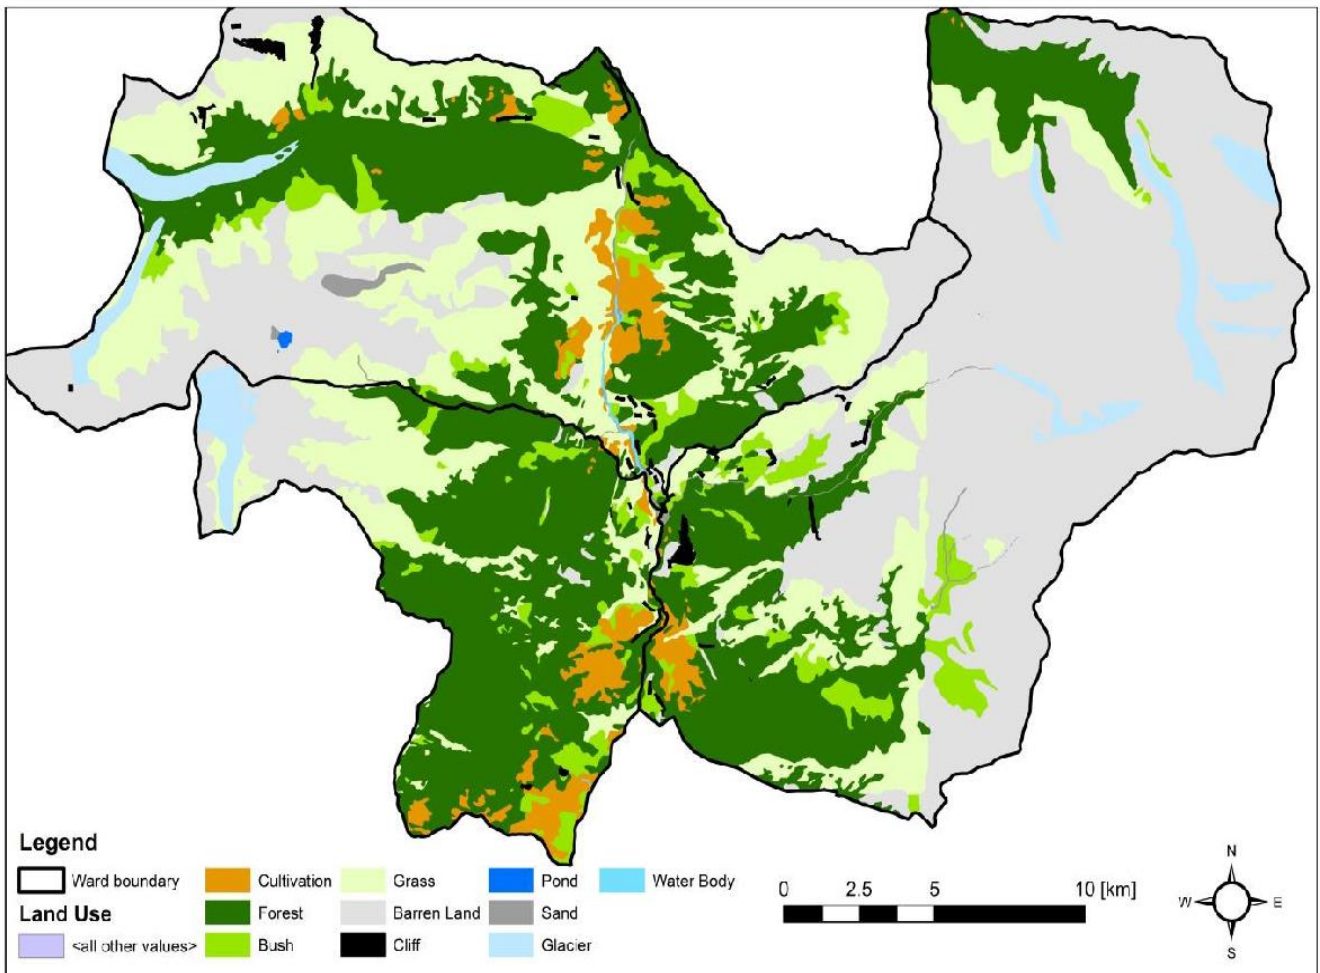 Legend
Ward boundary Cultivation Grass Pond Water Body
Land Use Forest Barren Land Sand
<all other values> Bush Cliff Glacier
0 2.5 5 10 [km]
N
W E
S